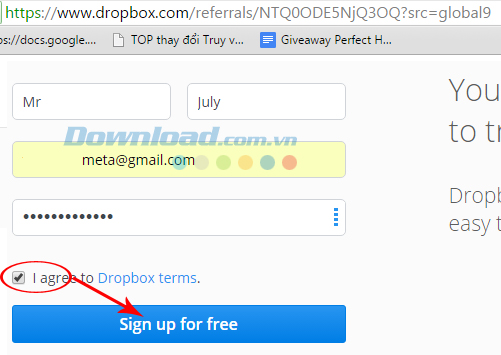 https://www.dropbox.com/referrals/NTQ0ODE5NjQ3OQ?src=global9
s://docs.google.... TOP thay đổi Truy v... Giveaway Perfect H...
Mr July
You
to tr
Download.com.vn
meta@gmail.com
Dropb
easy t
•••••••••••••
I agree to Dropbox terms.
Sign up for free